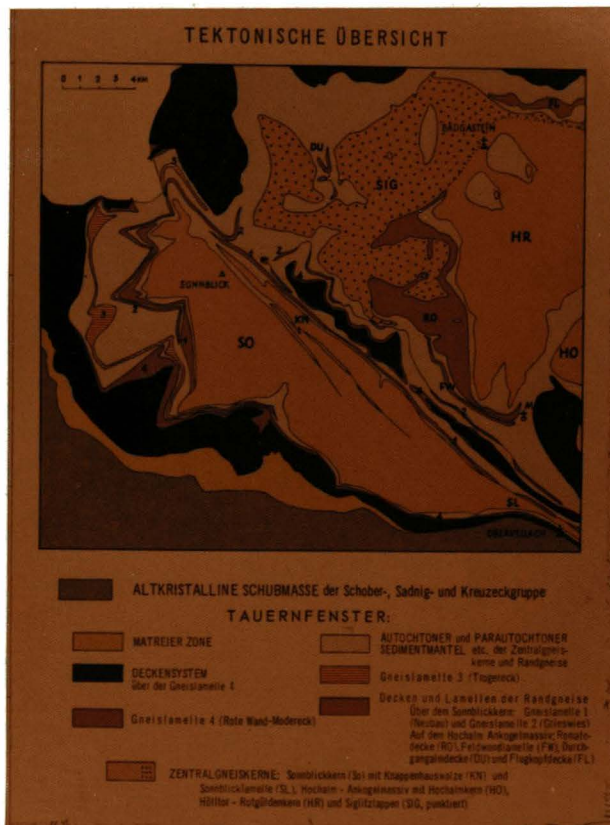 TEKTONISCHE ÜBERSICHT
0 1 2 3 4 KM
FL
BADGASTEIN
DU
SIG
HR
SONNBLICK
KN
SO
RO
HO
FW
SL
OBERVELLACH
ALTKRISTALLINE SCHUBMASSE der Schober-, Sadnig- und Kreuzeckgruppe
TAUERNFENSTER:
MATREIER ZONE
DECKENSYSTEM
über der Gneislamelle 4
Gneislamelle 4 (Rote Wand-Modereck)
AUTOCHTONER und PARAUTOCHTONER
SEDIMENTMANTEL etc. der Zentralgneis-
kerne und Randgneise
Gneislamelle 3 (Trogereck)
Decken und Lamellen der Randgneise
Über dem Sonnblickkern: Gneislamelle 1
(Neubau) und Gneislamelle 2 (Glieswies)
Auf dem Hochalm Ankogelmassiv: Romate-
decke (RO), Feldwandlamelle (FW), Durch-
gangalmdecke (DU) und Flugkopfdecke (FL)
ZENTRALGNEISKERNE: Sonnblickkern (So) mit Knappenhauswalze (KN) und
Sonnblicklamelle (SL), Hochalm - Ankogelmassiv mit Hochalmkern (HO),
Hölltor - Rotgüldenkern (HR) und Siglitzlappen (SIG, punktiert)